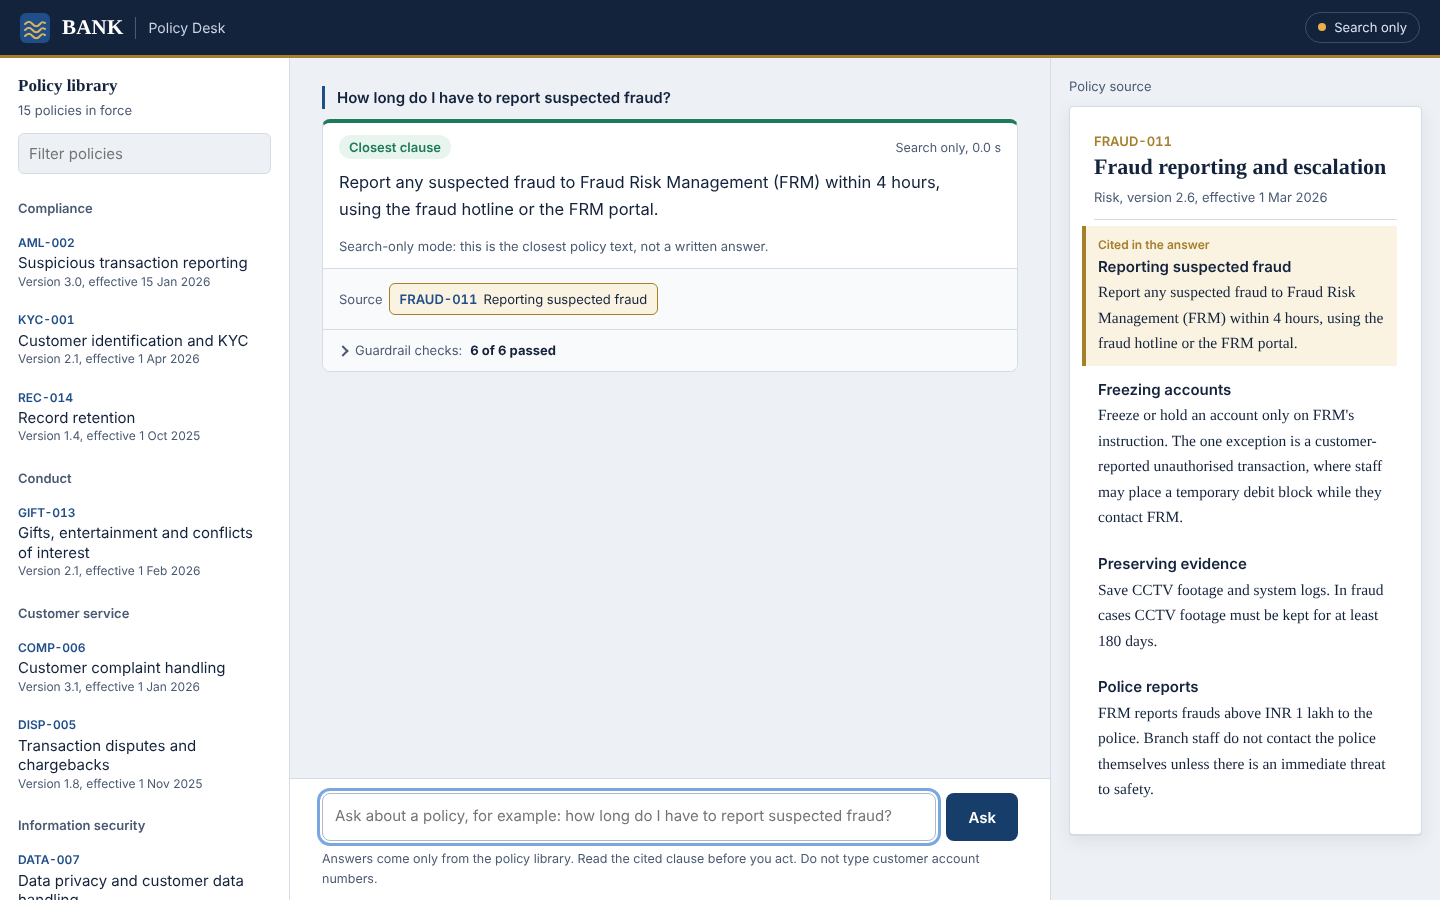 BANK
Policy Desk
Search only
Policy library
15 policies in force
Filter policies
Compliance
AML-002
Suspicious transaction reporting
Version 3.0, effective 15 Jan 2026
KYC-001
Customer identification and KYC
Version 2.1, effective 1 Apr 2026
REC-014
Record retention
Version 1.4, effective 1 Oct 2025
Conduct
GIFT-013
Gifts, entertainment and conflicts
of interest
Version 2.1, effective 1 Feb 2026
Customer service
COMP-006
Customer complaint handling
Version 3.1, effective 1 Jan 2026
DISP-005
Transaction disputes and
chargebacks
Version 1.8, effective 1 Nov 2025
Information security
DATA-007
Data privacy and customer data
handling
How long do I have to report suspected fraud?
Closest clause
Search only, 0.0 s
Report any suspected fraud to Fraud Risk Management (FRM) within 4 hours,
using the fraud hotline or the FRM portal.
Search-only mode: this is the closest policy text, not a written answer.
Source
FRAUD-011 Reporting suspected fraud
Guardrail checks: 6 of 6 passed
Ask about a policy, for example: how long do I have to report suspected fraud?
Ask
Answers come only from the policy library. Read the cited clause before you act. Do not type customer account
numbers.
Policy source
FRAUD-011
Fraud reporting and escalation
Risk, version 2.6, effective 1 Mar 2026
Cited in the answer
Reporting suspected fraud
Report any suspected fraud to Fraud Risk
Management (FRM) within 4 hours, using the
fraud hotline or the FRM portal.
Freezing accounts
Freeze or hold an account only on FRM's
instruction. The one exception is a customer-
reported unauthorised transaction, where staff
may place a temporary debit block while they
contact FRM.
Preserving evidence
Save CCTV footage and system logs. In fraud
cases CCTV footage must be kept for at least
180 days.
Police reports
FRM reports frauds above INR 1 lakh to the
police. Branch staff do not contact the police
themselves unless there is an immediate threat
to safety.